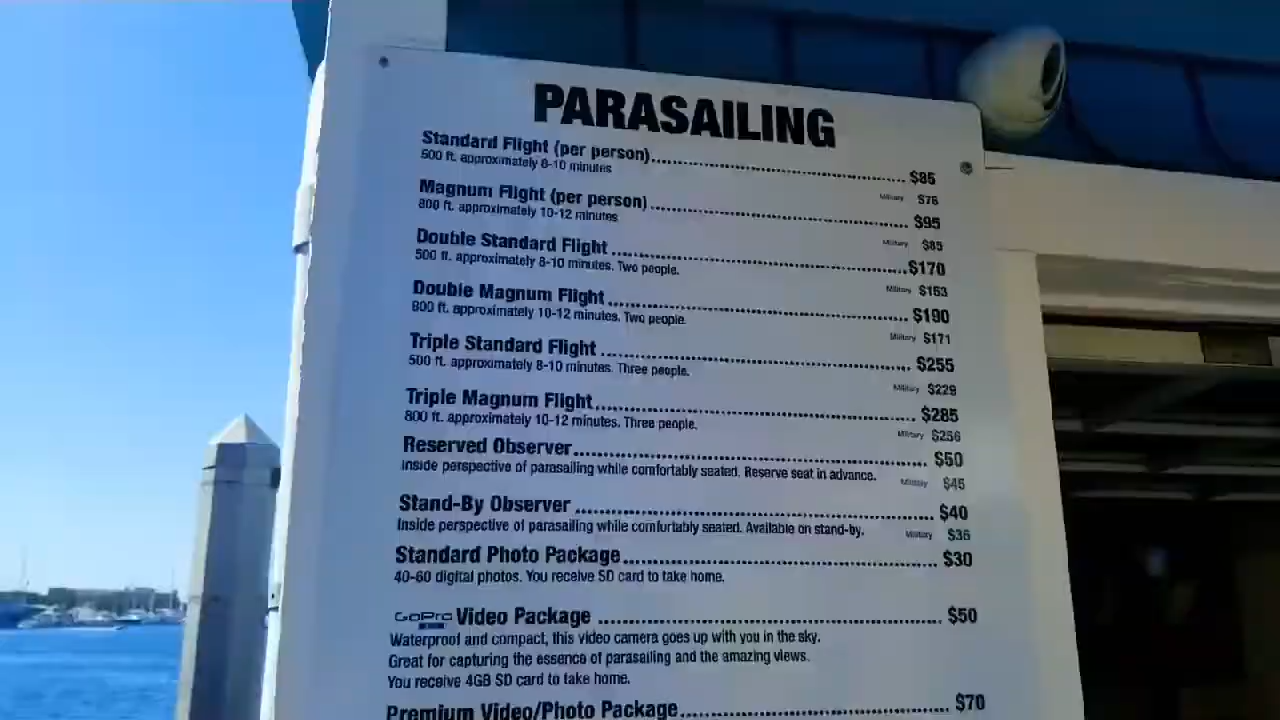 PARASAILING
Standard Flight (per person)........................................ $85
500 ft. approximately 8-10 minutes
Military $76
Magnum Flight (per person)........................................ $95
800 ft. approximately 10-12 minutes
Military $85
Double Standard Flight........................................ $170
500 ft. approximately 8-10 minutes. Two people.
Military $153
Double Magnum Flight........................................ $190
800 ft. approximately 10-12 minutes. Two people.
Military $171
Triple Standard Flight........................................ $255
500 ft. approximately 8-10 minutes. Three people.
Military $229
Triple Magnum Flight........................................ $285
800 ft. approximately 10-12 minutes. Three people.
Military $256
Reserved Observer........................................ $50
Inside perspective of parasailing while comfortably seated. Reserve seat in advance.
Military $45
Stand-By Observer........................................ $40
Inside perspective of parasailing while comfortably seated. Available on stand-by.
Military $36
Standard Photo Package........................................ $30
40-60 digital photos. You receive SD card to take home.
GoPro Video Package........................................ $50
Waterproof and compact, this video camera goes up with you in the sky.
Great for capturing the essence of parasailing and the amazing views.
You receive 4GB SD card to take home.
Premium Video/Photo Package........................................ $70